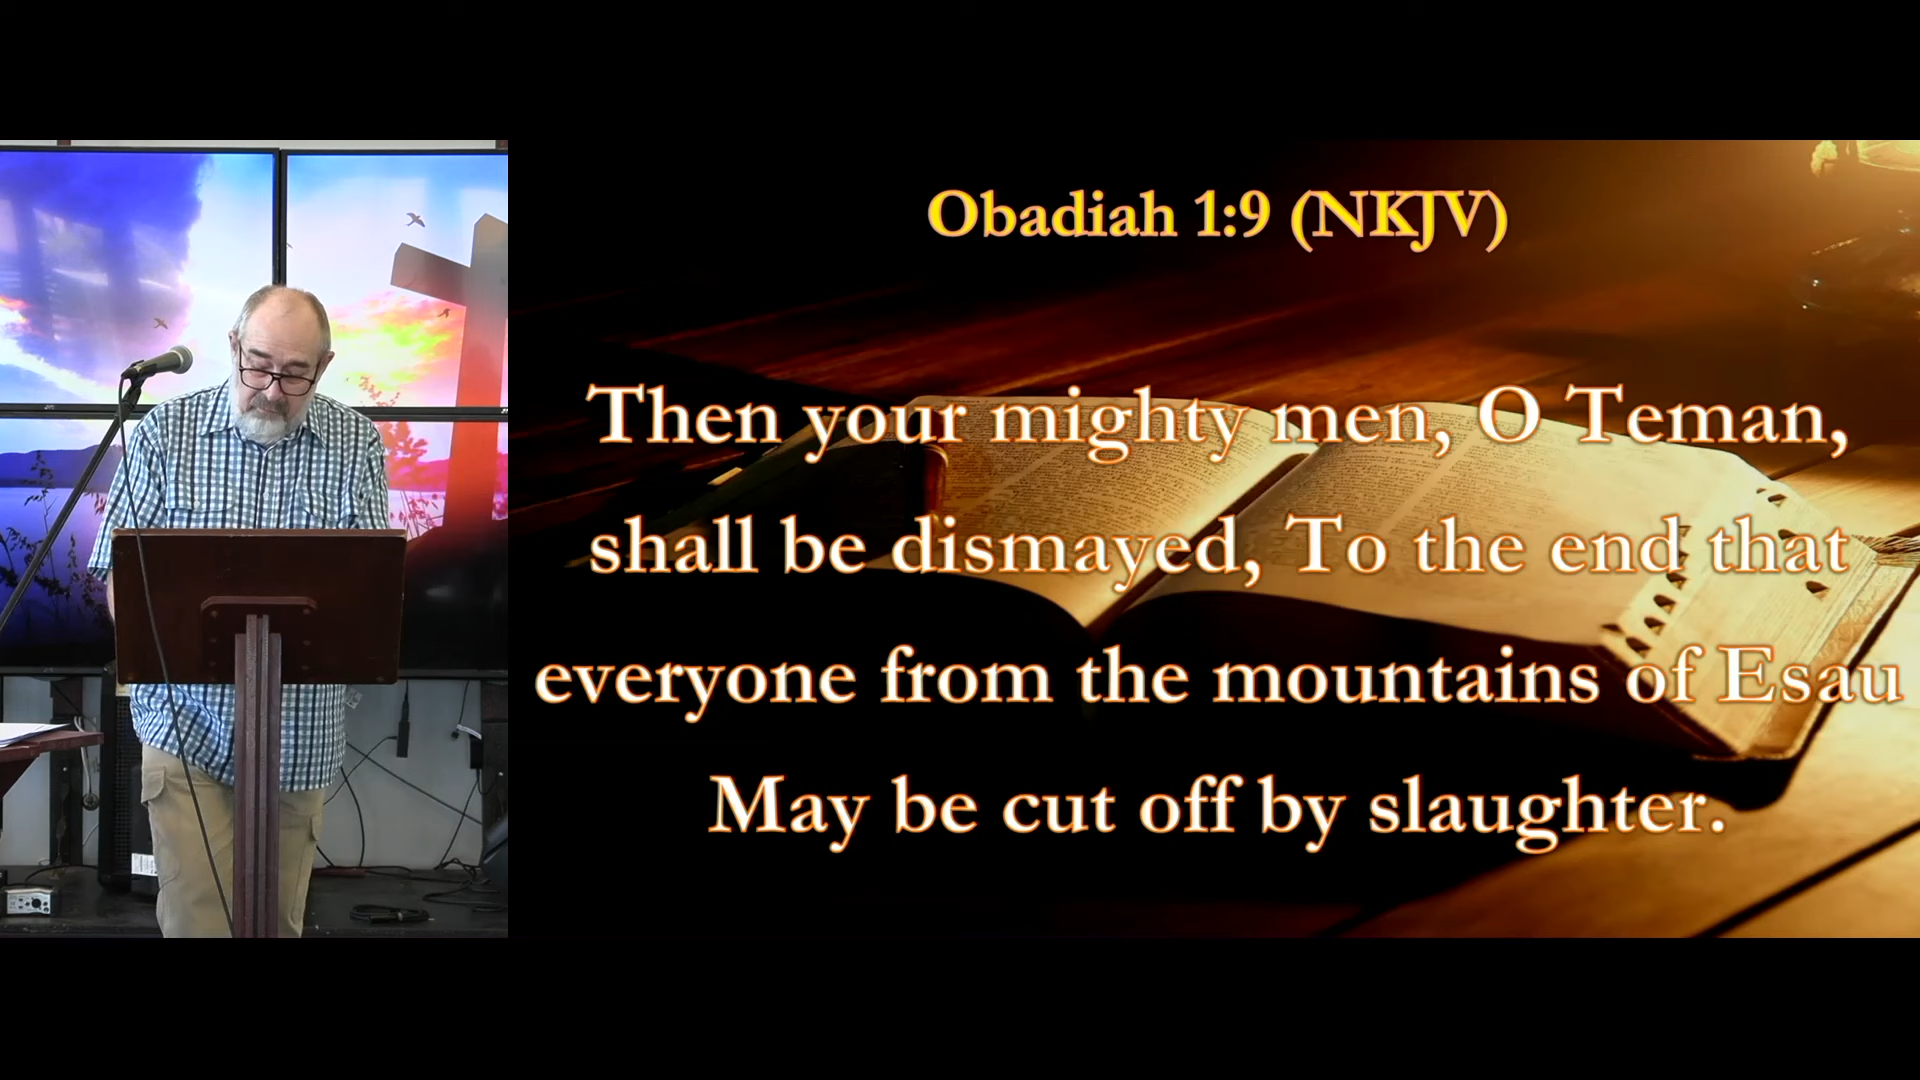 Obadiah 1:9 (NKJV)
Then your mighty men, O Teman,
shall be dismayed, To the end that
everyone from the mountains of Esau
May be cut off by slaughter.